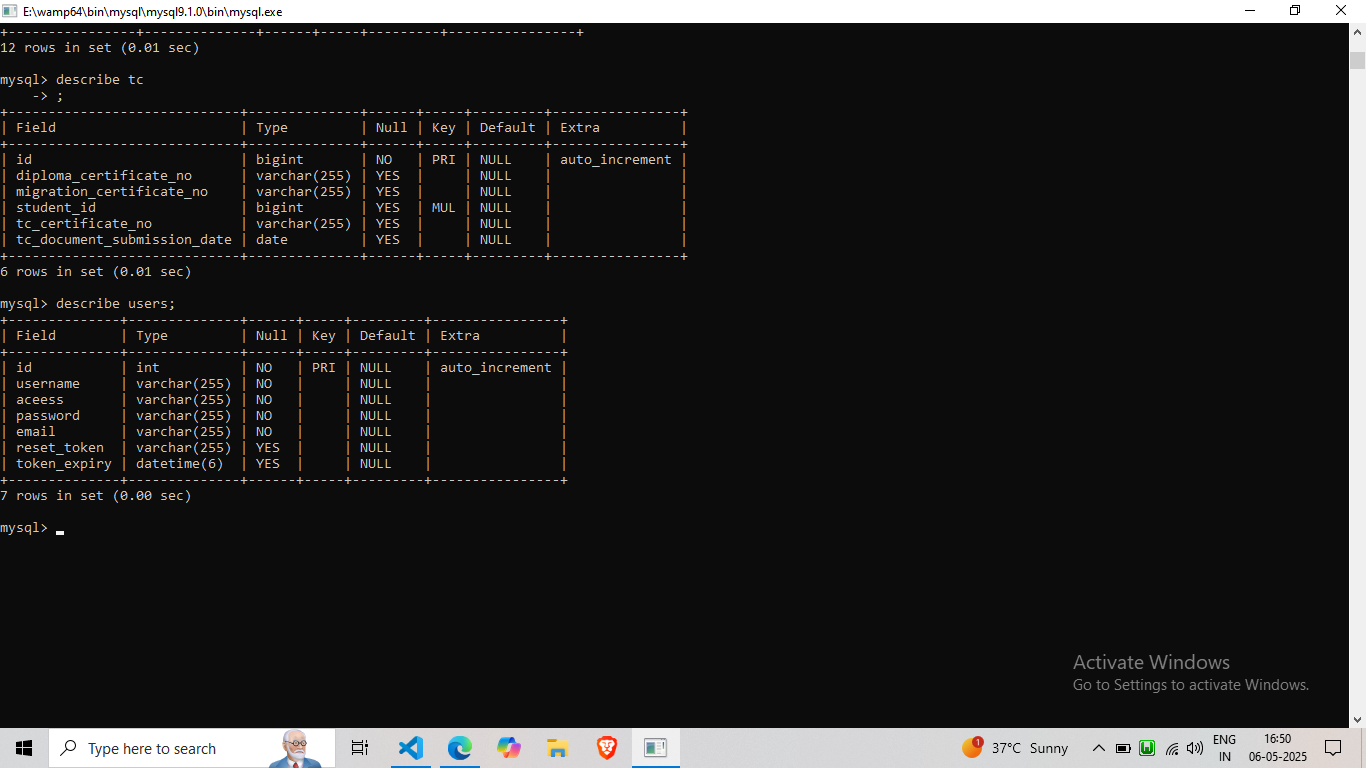 E:\wamp64\bin\mysql\mysql9.1.0\bin\mysql.exe
+----------------+--------------+------+-----+---------+----------------+
12 rows in set (0.01 sec)
mysql> describe tc
    -> ;
+-----------------------------+--------------+------+-----+---------+----------------+
| Field                       | Type         | Null | Key | Default | Extra          |
+-----------------------------+--------------+------+-----+---------+----------------+
| id                          | bigint       | NO   | PRI | NULL    | auto_increment |
| diploma_certificate_no      | varchar(255) | YES  |     | NULL    |                |
| migration_certificate_no    | varchar(255) | YES  |     | NULL    |                |
| student_id                  | bigint       | YES  | MUL | NULL    |                |
| tc_certificate_no           | varchar(255) | YES  |     | NULL    |                |
| tc_document_submission_date | date         | YES  |     | NULL    |                |
+-----------------------------+--------------+------+-----+---------+----------------+
6 rows in set (0.01 sec)
mysql> describe users;
+--------------+--------------+------+-----+---------+----------------+
| Field        | Type         | Null | Key | Default | Extra          |
+--------------+--------------+------+-----+---------+----------------+
| id           | int          | NO   | PRI | NULL    | auto_increment |
| username     | varchar(255) | NO   |     | NULL    |                |
| aceess       | varchar(255) | NO   |     | NULL    |                |
| password     | varchar(255) | NO   |     | NULL    |                |
| email        | varchar(255) | NO   |     | NULL    |                |
| reset_token  | varchar(255) | YES  |     | NULL    |                |
| token_expiry | datetime(6)  | YES  |     | NULL    |                |
+--------------+--------------+------+-----+---------+----------------+
7 rows in set (0.00 sec)
mysql> _
Activate Windows
Go to Settings to activate Windows.
Type here to search
1
37°C Sunny
ENG
IN
16:50
06-05-2025